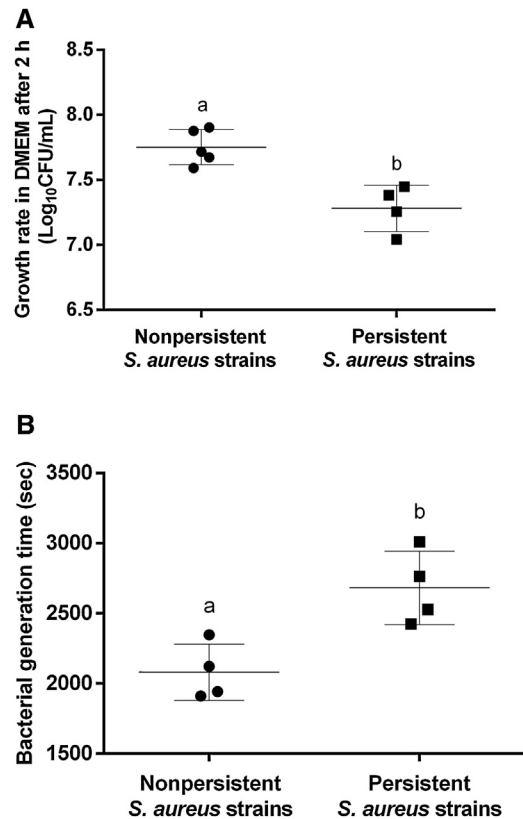 A
Growth rate in DMEM after 2 h
(Log₁₀CFU/mL)
8.5
8.0
7.5
7.0
6.5
a
b
Nonpersistent
S. aureus strains
Persistent
S. aureus strains
B
Bacterial generation time (sec)
3500
3000
2500
2000
1500
a
b
Nonpersistent
S. aureus strains
Persistent
S. aureus strains